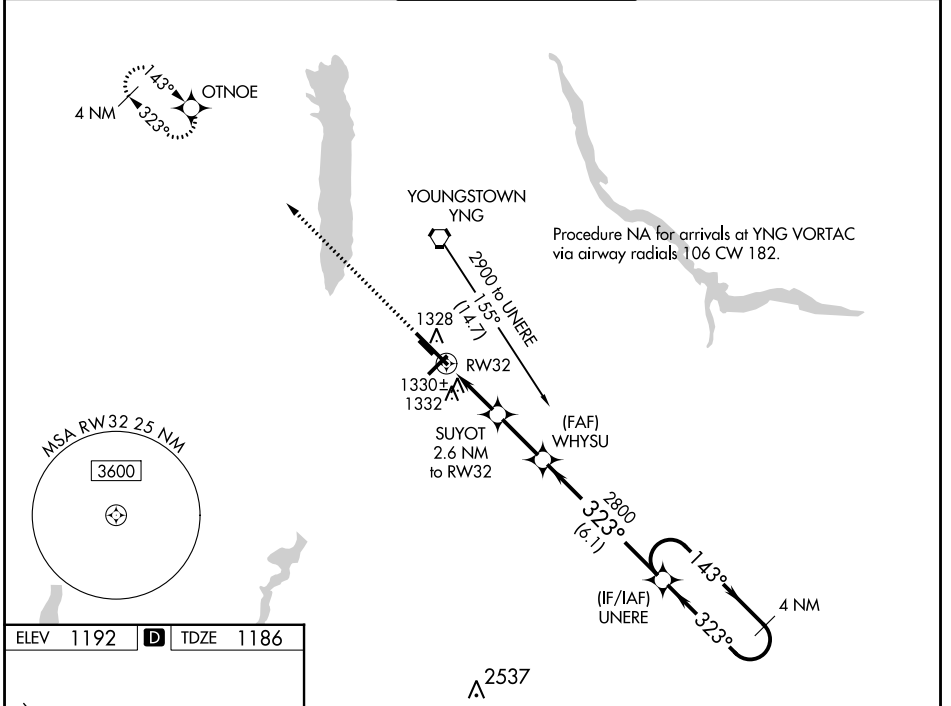 143°
OTNOE
4 NM
323°
YOUNGSTOWN
YNG
Procedure NA for arrivals at YNG VORTAC
via airway radials 106 CW 182.
2900 to UNERE
155°
(14.7)
1328
RW32
1330±
1332
SUYOT
2.6 NM
to RW32
(FAF)
WHYSU
MSA RW32 25 NM
3600
2800
323°
(6.1)
143°
(IF/IAF)
UNERE
4 NM
323°
ELEV 1192 D TDZE 1186
2537